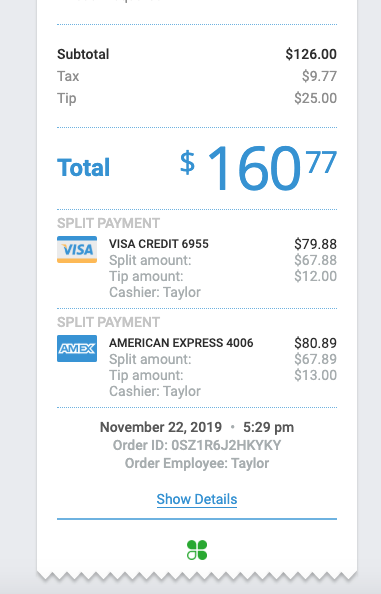 Subtotal $126.00
Tax $9.77
Tip $25.00
Total $160.77
SPLIT PAYMENT
VISA VISA CREDIT 6955 $79.88
Split amount: $67.88
Tip amount: $12.00
Cashier: Taylor
SPLIT PAYMENT
AMEX AMERICAN EXPRESS 4006 $80.89
Split amount: $67.89
Tip amount: $13.00
Cashier: Taylor
November 22, 2019 • 5:29 pm
Order ID: 0SZ1R6J2HKYKY
Order Employee: Taylor
Show Details